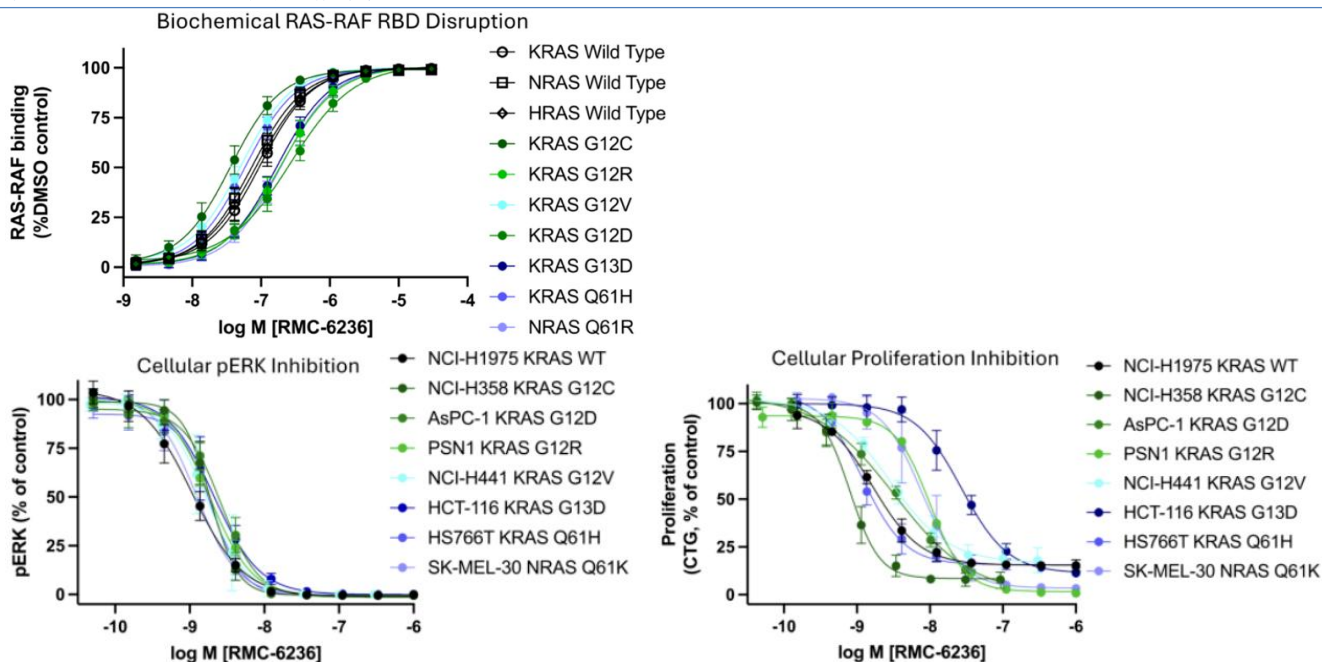 Biochemical RAS-RAF RBD Disruption
RAS-RAF binding
(%DMSO control)
100
75
50
25
0
-9 -8 -7 -6 -5 -4
log M [RMC-6236]
KRAS Wild Type
NRAS Wild Type
HRAS Wild Type
KRAS G12C
KRAS G12R
KRAS G12V
KRAS G12D
KRAS G13D
KRAS Q61H
NRAS Q61R
Cellular pERK Inhibition
pERK (% of control)
100
75
50
25
0
-10 -9 -8 -7 -6
log M [RMC-6236]
NCI-H1975 KRAS WT
NCI-H358 KRAS G12C
AsPC-1 KRAS G12D
PSN1 KRAS G12R
NCI-H441 KRAS G12V
HCT-116 KRAS G13D
HS766T KRAS Q61H
SK-MEL-30 NRAS Q61K
Cellular Proliferation Inhibition
Proliferation
(CTG, % of control)
100
75
50
25
0
-10 -9 -8 -7 -6
log M [RMC-6236]
NCI-H1975 KRAS WT
NCI-H358 KRAS G12C
AsPC-1 KRAS G12D
PSN1 KRAS G12R
NCI-H441 KRAS G12V
HCT-116 KRAS G13D
HS766T KRAS Q61H
SK-MEL-30 NRAS Q61K